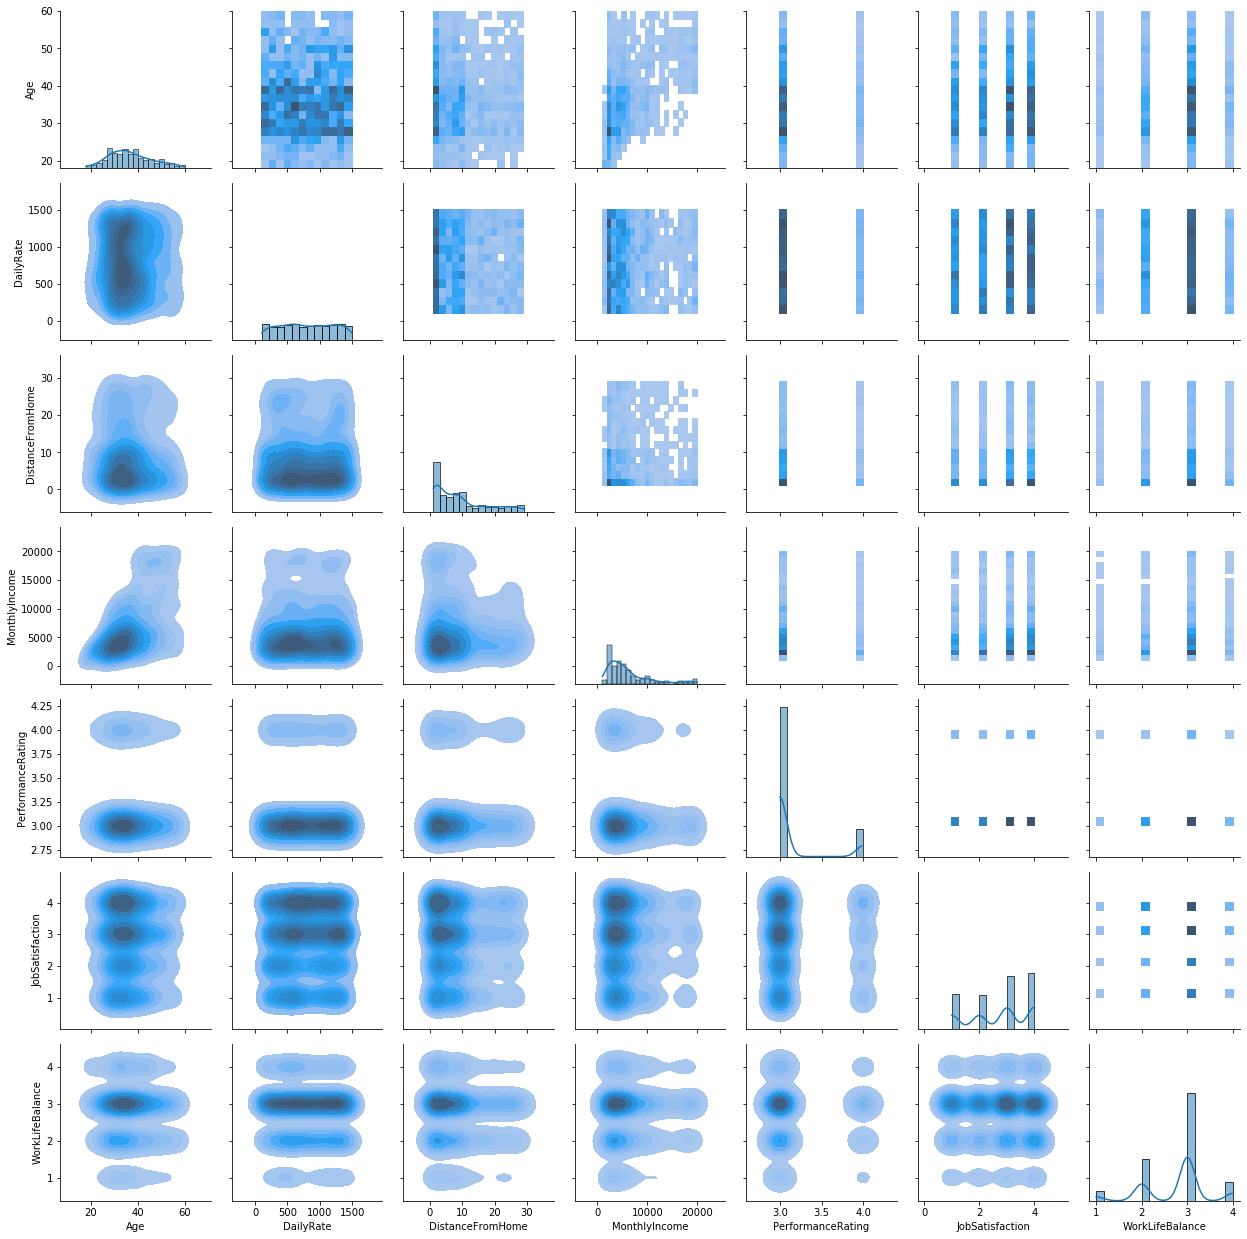 60
50
40
30
20
Age
1500
1000
500
0
DailyRate
30
20
10
0
DistanceFromHome
20000
15000
10000
5000
0
MonthlyIncome
4.25
4.00
3.75
3.50
3.25
3.00
2.75
PerformanceRating
4
3
2
1
JobSatisfaction
4
3
2
1
WorkLifeBalance
20 40 60
Age
0 500 1000 1500
DailyRate
0 10 20 30
DistanceFromHome
0 10000 20000
MonthlyIncome
3.0 3.5 4.0
PerformanceRating
0 2 4
JobSatisfaction
1 2 3 4
WorkLifeBalance